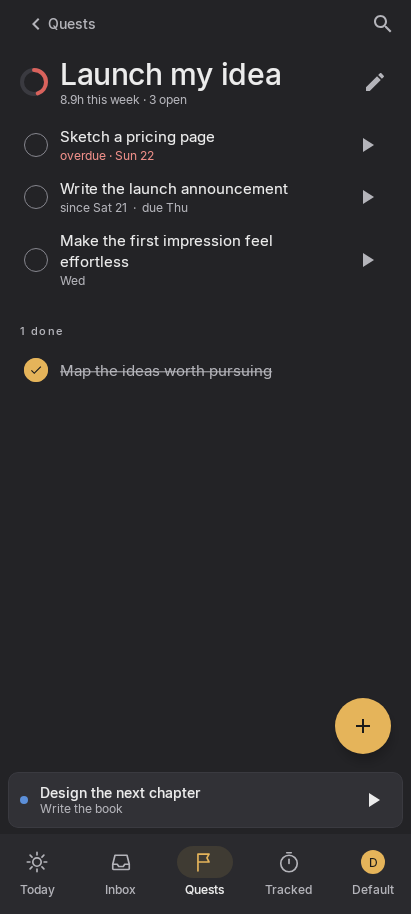 Quests
Launch my idea
8.9h this week · 3 open
Sketch a pricing page
overdue · Sun 22
Write the launch announcement
since Sat 21 · due Thu
Make the first impression feel
effortless
Wed
1 done
Map the ideas worth pursuing
Design the next chapter
Write the book
Today
Inbox
Quests
Tracked
D
Default